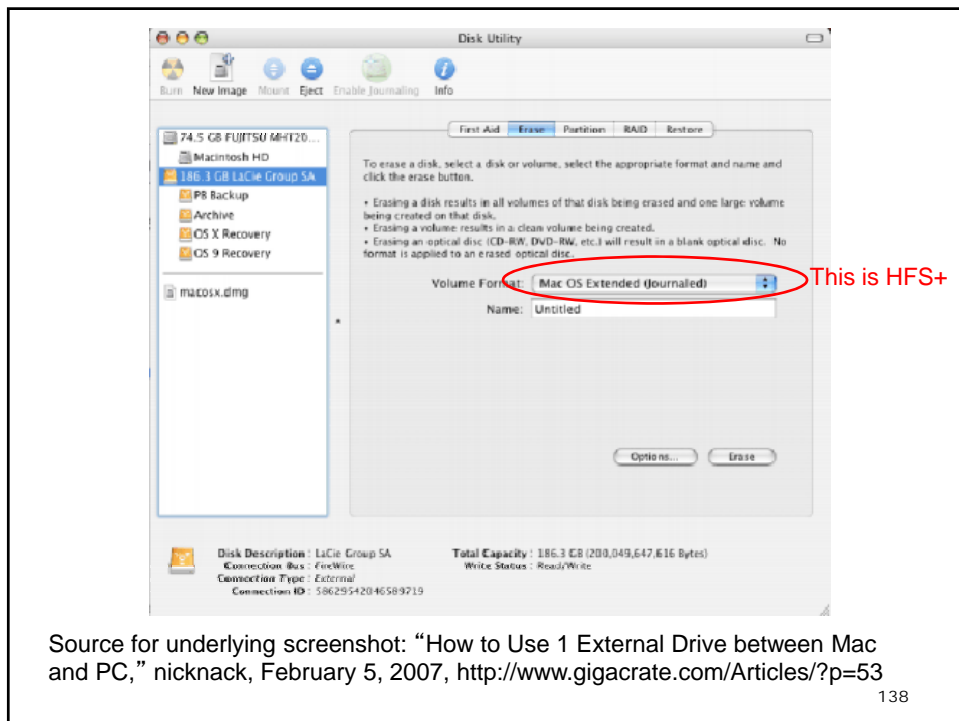 Disk Utility
Burn New Image Mount Eject Enable Journaling Info
First Aid Erase Partition RAID Restore
74.5 GB FUJITSU MHT20...
Macintosh HD
186.3 GB LaCie Group SA
PB Backup
Archive
OS X Recovery
OS 9 Recovery
macosx.dmg
To erase a disk, select a disk or volume, select the appropriate format and name and
click the erase button.
• Erasing a disk results in all volumes of that disk being erased and one large volume
being created on that disk.
• Erasing a volume results in a clean volume being created.
• Erasing an optical disc (CD-RW, DVD-RW, etc.) will result in a blank optical disc. No
format is applied to an erased optical disc.
Volume Format: Mac OS Extended (Journaled)
This is HFS+
Name: Untitled
Options... Erase
Disk Description : LaCie Group SA
Connection Bus : FireWire
Connection Type : External
Connection ID : 58629542046589719
Total Capacity : 186.3 GB (200,049,647,616 Bytes)
Write Status : Read/Write
Source for underlying screenshot: “How to Use 1 External Drive between Mac
and PC,” nicknack, February 5, 2007, http://www.gigacrate.com/Articles/?p=53
138